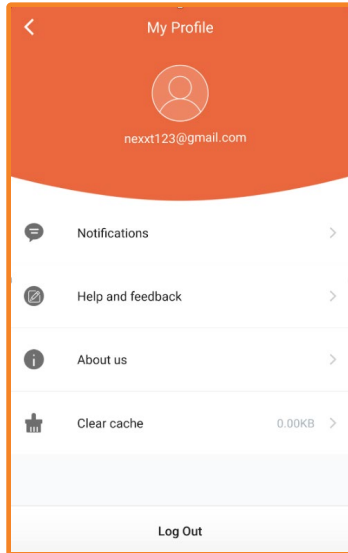 My Profile
nexxt123@gmail.com
Notifications
Help and feedback
About us
Clear cache 0.00KB
Log Out